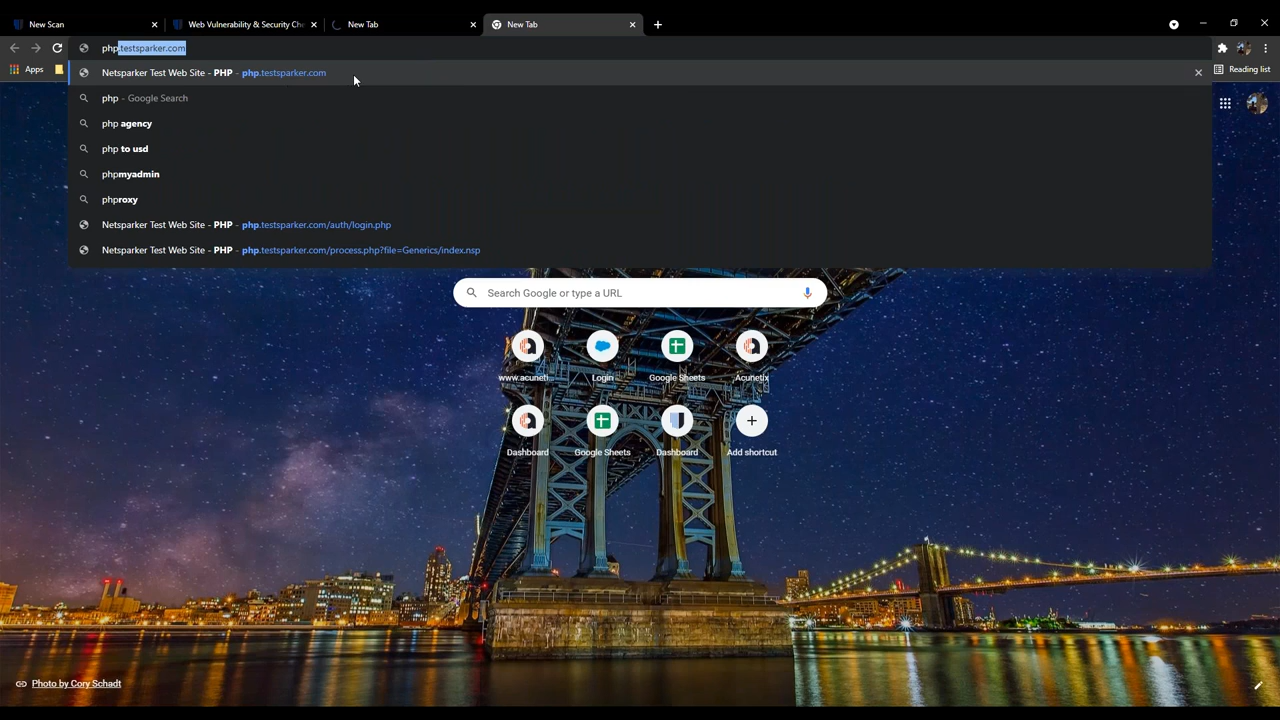 New Scan
Web Vulnerability & Security Che
New Tab
New Tab
php.testsparker.com
Apps
Reading list
Netsparker Test Web Site - PHP - php.testsparker.com
php - Google Search
php agency
php to usd
phpmyadmin
phproxy
Netsparker Test Web Site - PHP - php.testsparker.com/auth/login.php
Netsparker Test Web Site - PHP - php.testsparker.com/process.php?file=Generics/index.nsp
Search Google or type a URL
www.acuneti...
Login
Google Sheets
Acunetix
Dashboard
Google Sheets
Dashboard
Add shortcut
Photo by Cory Schadt